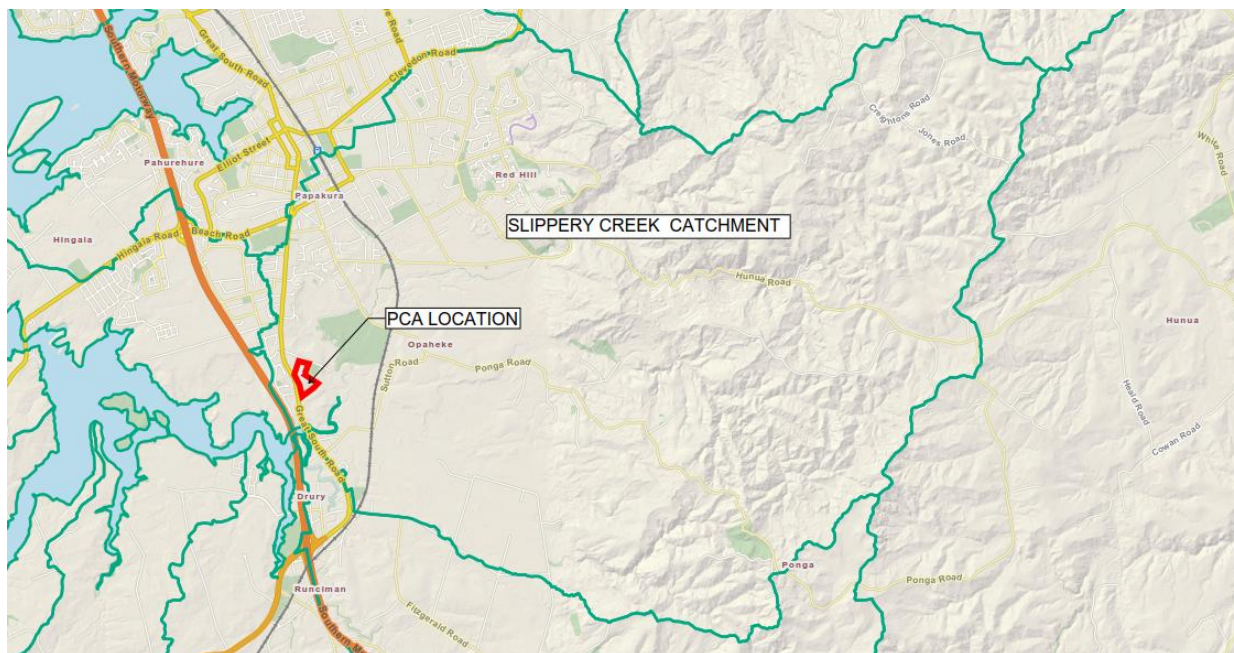 Southern Motorway
Great South Road
Clevedon Road
Creightons Road
Jones Road
White Road
Elliot Street
Pahurehure
Red Hill
Papakura
SLIPPERY CREEK CATCHMENT
Hingaia
Hingaia Road
Beach Road
Hunua Road
PCA LOCATION
Hunua
Opaheke
Sutton Road
Ponga Road
Heald Road
Great South Road
Cowan Road
Drury
Ponga
Ponga Road
Runciman
Fitzgerald Road